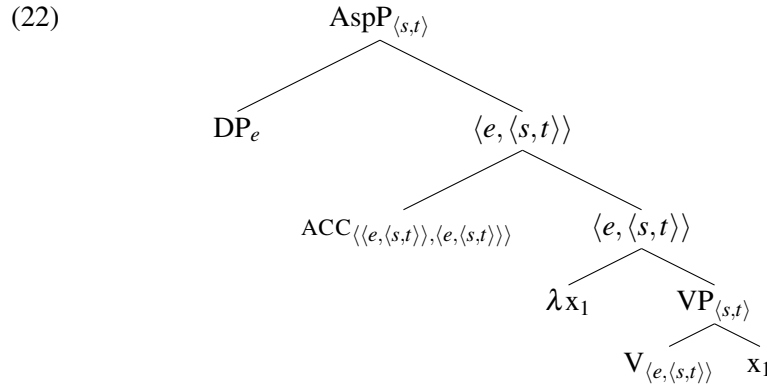 (22)
AspP⟨s,t⟩
DPe ⟨e,⟨s,t⟩⟩
ACC⟨⟨e,⟨s,t⟩⟩,⟨e,⟨s,t⟩⟩⟩ ⟨e,⟨s,t⟩⟩
λx1 VP⟨s,t⟩
V⟨e,⟨s,t⟩⟩ x1